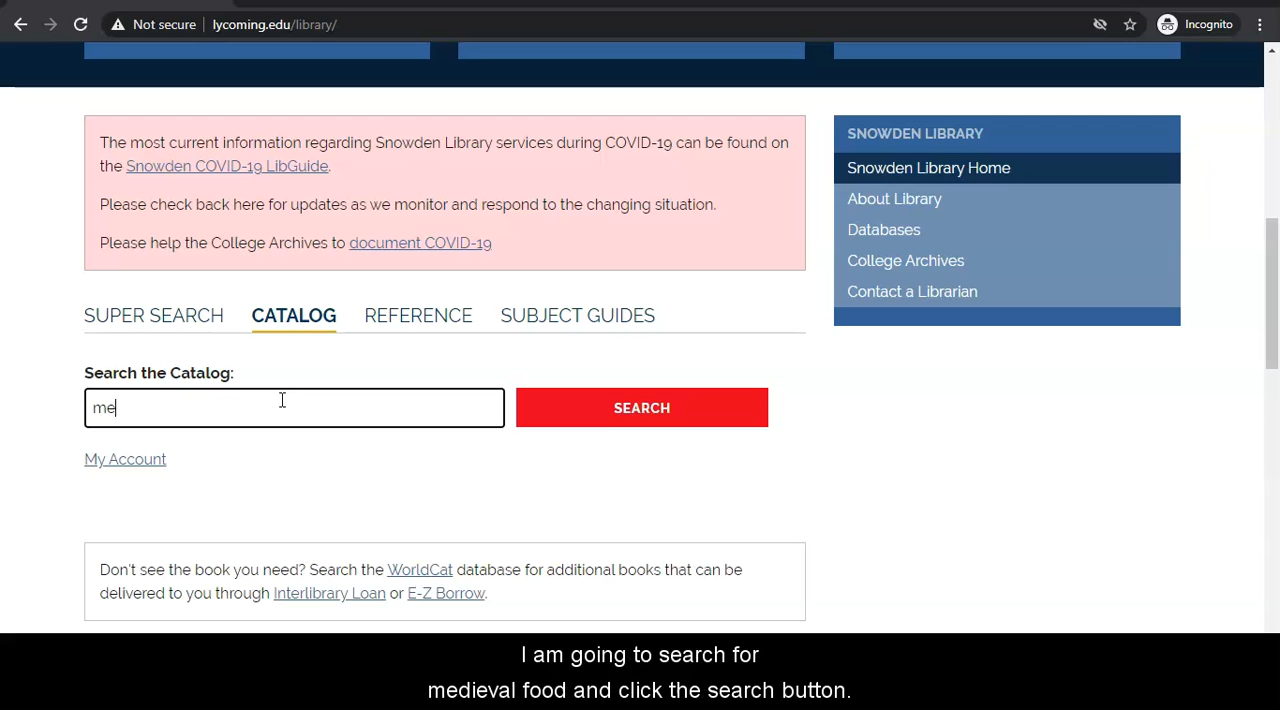 Not secure
lycoming.edu/library/
Incognito
The most current information regarding Snowden Library services during COVID-19 can be found on
the Snowden COVID-19 LibGuide.
Please check back here for updates as we monitor and respond to the changing situation.
Please help the College Archives to document COVID-19
SNOWDEN LIBRARY
Snowden Library Home
About Library
Databases
College Archives
Contact a Librarian
SUPER SEARCH CATALOG REFERENCE SUBJECT GUIDES
Search the Catalog:
me
SEARCH
My Account
Don't see the book you need? Search the WorldCat database for additional books that can be
delivered to you through Interlibrary Loan or E-Z Borrow.
I am going to search for
medieval food and click the search button.